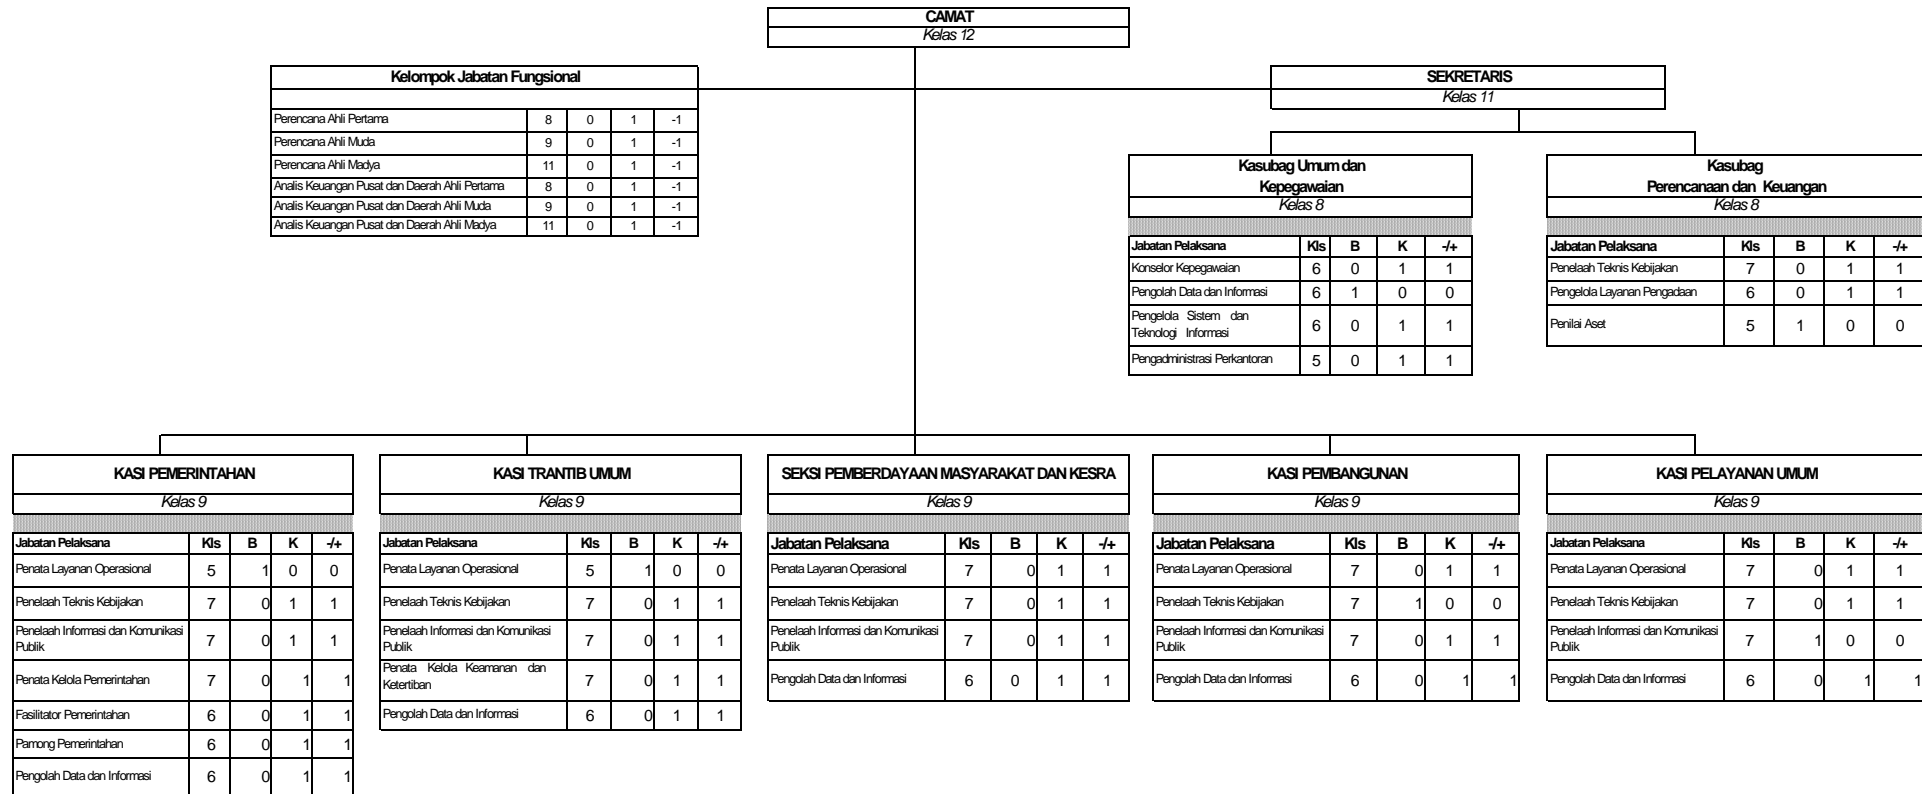 CAMAT
Kelas 12
Kelompok Jabatan Fungsional
Perencana Ahli Pertama 8 0 1 -1
Perencana Ahli Muda 9 0 1 -1
Perencana Ahli Madya 11 0 1 -1
Analis Keuangan Pusat dan Daerah Ahli Pertama 8 0 1 -1
Analis Keuangan Pusat dan Daerah Ahli Muda 9 0 1 -1
Analis Keuangan Pusat dan Daerah Ahli Madya 11 0 1 -1
SEKRETARIS
Kelas 11
Kasubag Umum dan
Kepegawaian
Kelas 8
Jabatan Pelaksana Kls B K -/+
Konselor Kepegawaian 6 0 1 1
Pengolah Data dan Informasi 6 1 0 0
Pengelola Sistem dan
Teknologi Informasi 6 0 1 1
Pengadministrasi Perkantoran 5 0 1 1
Kasubag
Perencanaan dan Keuangan
Kelas 8
Jabatan Pelaksana Kls B K -/+
Penelaah Teknis Kebijakan 7 0 1 1
Pengelola Layanan Pengadaan 6 0 1 1
Penilai Aset 5 1 0 0
KASI PEMERINTAHAN
Kelas 9
Jabatan Pelaksana Kls B K -/+
Penata Layanan Operasional 5 1 0 0
Penelaah Teknis Kebijakan 7 0 1 1
Penelaah Informasi dan Komunikasi
Publik 7 0 1 1
Penata Kelola Pemerintahan 7 0 1 1
Fasilitator Pemerintahan 6 0 1 1
Pamong Pemerintahan 6 0 1 1
Pengolah Data dan Informasi 6 0 1 1
KASI TRANTIB UMUM
Kelas 9
Jabatan Pelaksana Kls B K -/+
Penata Layanan Operasional 5 1 0 0
Penelaah Teknis Kebijakan 7 0 1 1
Penelaah Informasi dan Komunikasi
Publik 7 0 1 1
Penata Kelola Keamanan dan
Ketertiban 7 0 1 1
Pengolah Data dan Informasi 6 0 1 1
SEKSI PEMBERDAYAAN MASYARAKAT DAN KESRA
Kelas 9
Jabatan Pelaksana Kls B K -/+
Penata Layanan Operasional 7 0 1 1
Penelaah Teknis Kebijakan 7 0 1 1
Penelaah Informasi dan Komunikasi
Publik 7 0 1 1
Pengolah Data dan Informasi 6 0 1 1
KASI PEMBANGUNAN
Kelas 9
Jabatan Pelaksana Kls B K -/+
Penata Layanan Operasional 7 0 1 1
Penelaah Teknis Kebijakan 7 1 0 0
Penelaah Informasi dan Komunikasi
Publik 7 0 1 1
Pengolah Data dan Informasi 6 0 1 1
KASI PELAYANAN UMUM
Kelas 9
Jabatan Pelaksana Kls B K -/+
Penata Layanan Operasional 7 0 1 1
Penelaah Teknis Kebijakan 7 0 1 1
Penelaah Informasi dan Komunikasi
Publik 7 1 0 0
Pengolah Data dan Informasi 6 0 1 1